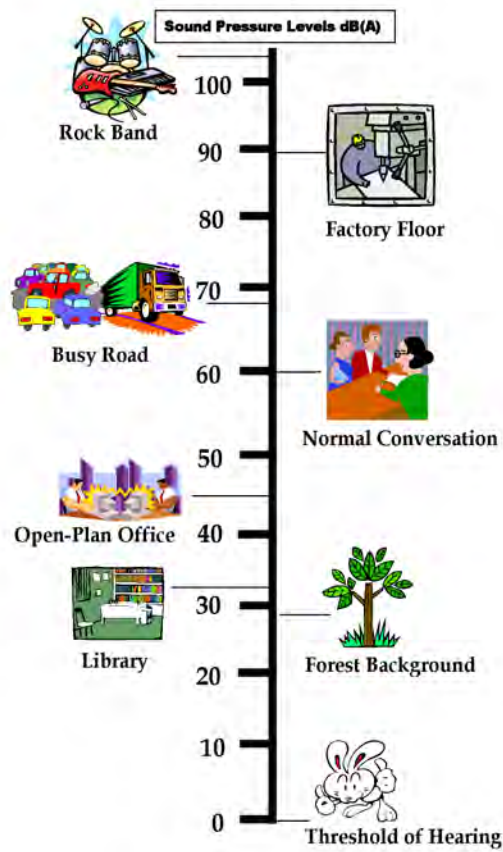 Sound Pressure Levels dB(A)
100
Rock Band
90
80
Factory Floor
70
Busy Road
60
Normal Conversation
50
Open-Plan Office
40
30
Library
Forest Background
20
10
0
Threshold of Hearing